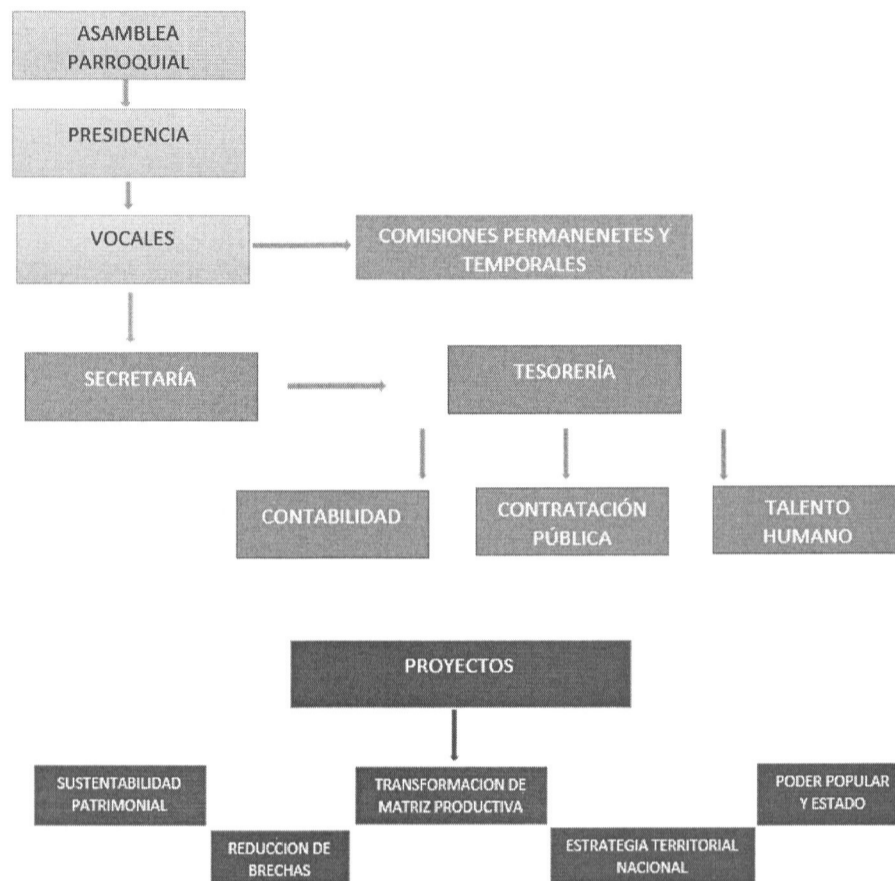 ASAMBLEA
PARROQUIAL
PRESIDENCIA
VOCALES
COMISIONES PERMANENETES Y
TEMPORALES
SECRETARÍA
TESORERÍA
CONTABILIDAD
CONTRATACIÓN
PÚBLICA
TALENTO
HUMANO
PROYECTOS
SUSTENTABILIDAD
PATRIMONIAL
REDUCCION DE
BRECHAS
TRANSFORMACION DE
MATRIZ PRODUCTIVA
ESTRATEGIA TERRITORIAL
NACIONAL
PODER POPULAR
Y ESTADO